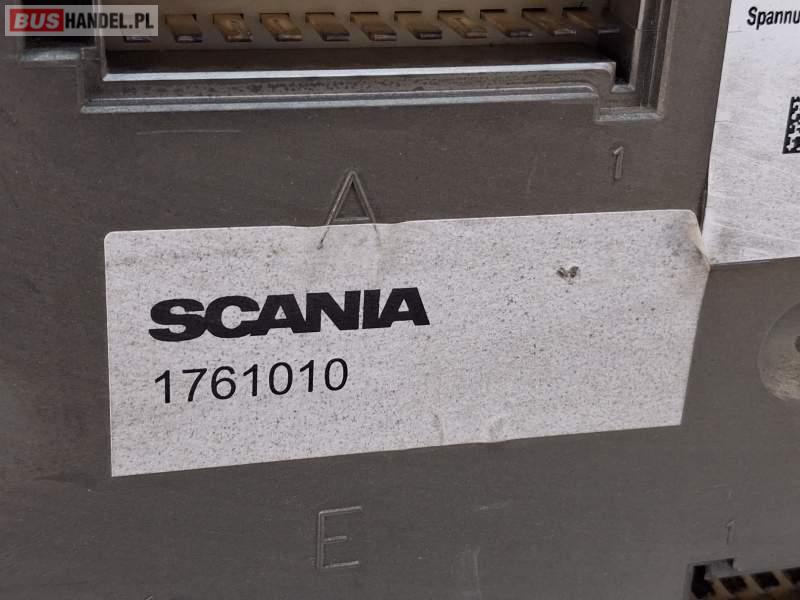 BUSHANDEL.PL
Spannu
1
A
SCANIA
1761010
E
1